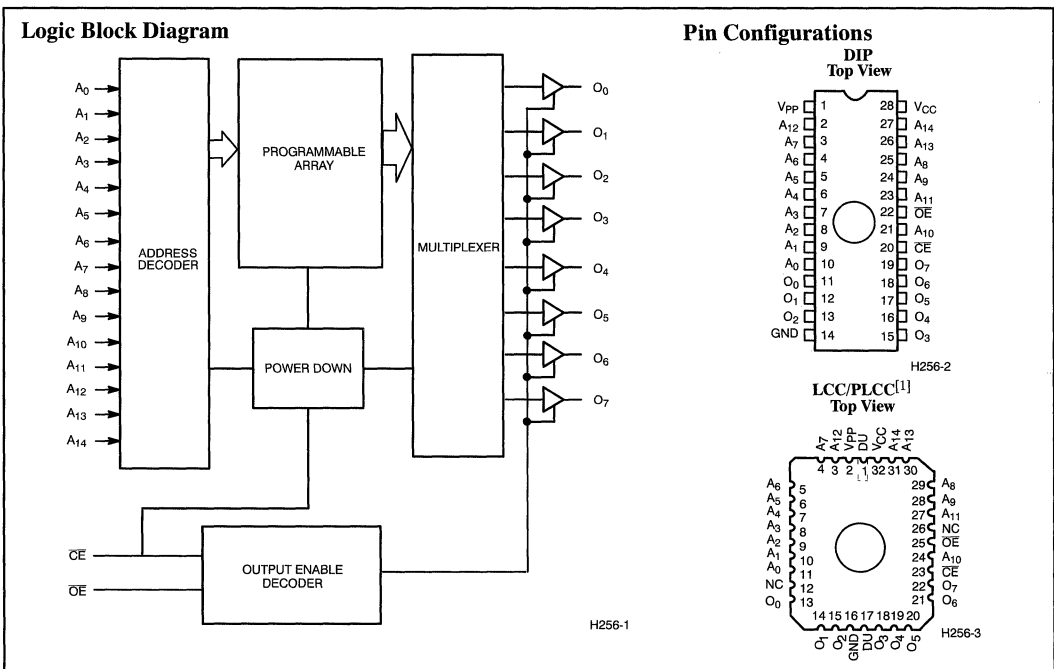 Logic Block Diagram
A0
A1
A2
A3
A4
A5
A6
A7
A8
A9
A10
A11
A12
A13
A14
ADDRESS
DECODER
PROGRAMMABLE
ARRAY
POWER DOWN
MULTIPLEXER
O0
O1
O2
O3
O4
O5
O6
O7
C̅E̅
O̅E̅
OUTPUT ENABLE
DECODER
H256-1
Pin Configurations
DIP
Top View
VPP 1 28 VCC
A12 2 27 A14
A7 3 26 A13
A6 4 25 A8
A5 5 24 A9
A4 6 23 A11
A3 7 22 O̅E̅
A2 8 21 A10
A1 9 20 C̅E̅
A0 10 19 O7
O0 11 18 O6
O1 12 17 O5
O2 13 16 O4
GND 14 15 O3
H256-2
LCC/PLCC[1]
Top View
A7 A12 VPP DU VCC A14 A13
4 3 2 1 32 31 30
A6 5 29 A8
A5 6 28 A9
A4 7 27 A11
A3 8 26 NC
A2 9 25 O̅E̅
A1 10 24 A10
A0 11 23 C̅E̅
NC 12 22 O7
O0 13 21 O6
14 15 16 17 18 19 20
O1 O2 GND DU O3 O4 O5
H256-3